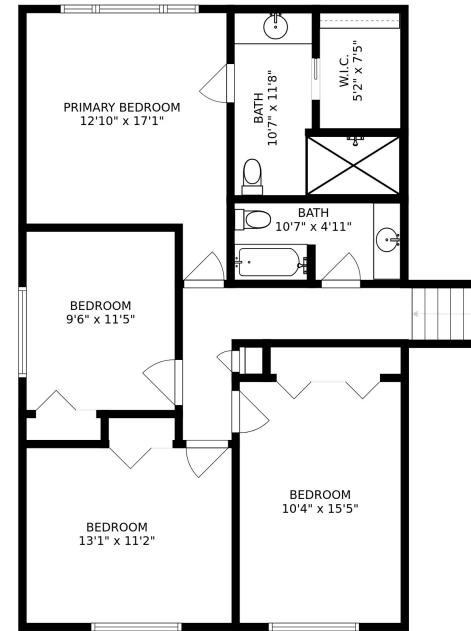 PRIMARY BEDROOM
12'10" x 17'1"
BATH
10'7" x 11'8"
W.I.C.
5'2" x 7'5"
BATH
10'7" x 4'11"
BEDROOM
9'6" x 11'5"
BEDROOM
10'4" x 15'5"
BEDROOM
13'1" x 11'2"